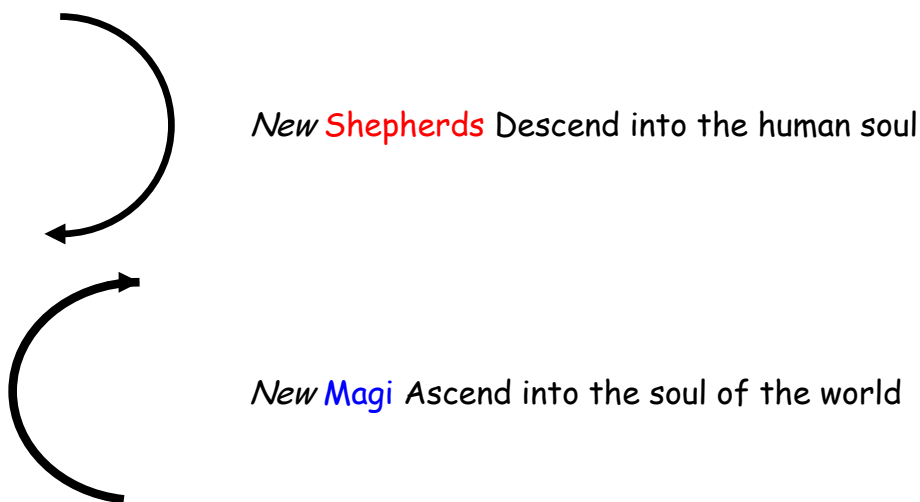 New Shepherds Descend into the human soul
New Magi Ascend into the soul of the world